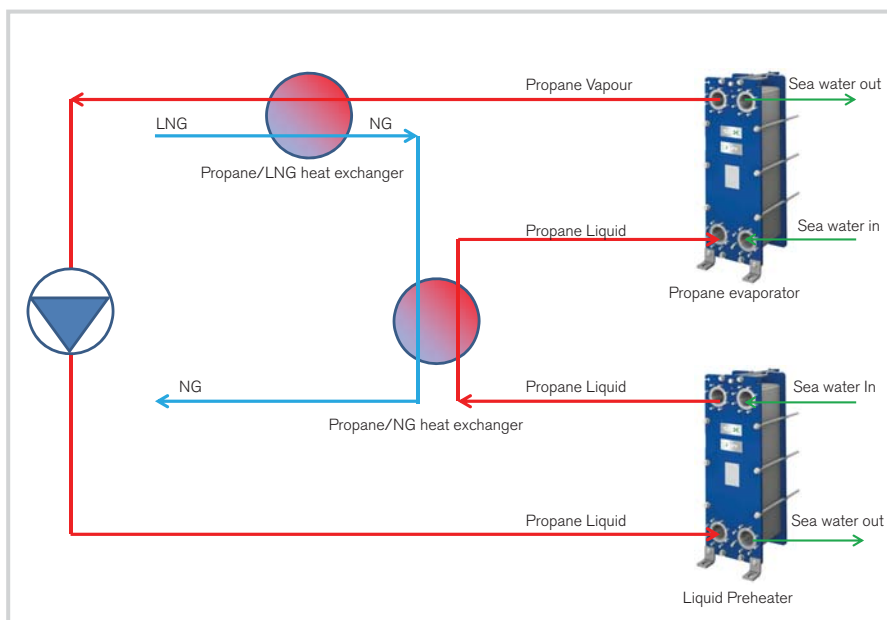 Propane Vapour
Sea water out
LNG
NG
Propane/LNG heat exchanger
Propane Liquid
Sea water in
Propane evaporator
NG
Propane Liquid
Sea water In
Propane/NG heat exchanger
Propane Liquid
Sea water out
Liquid Preheater